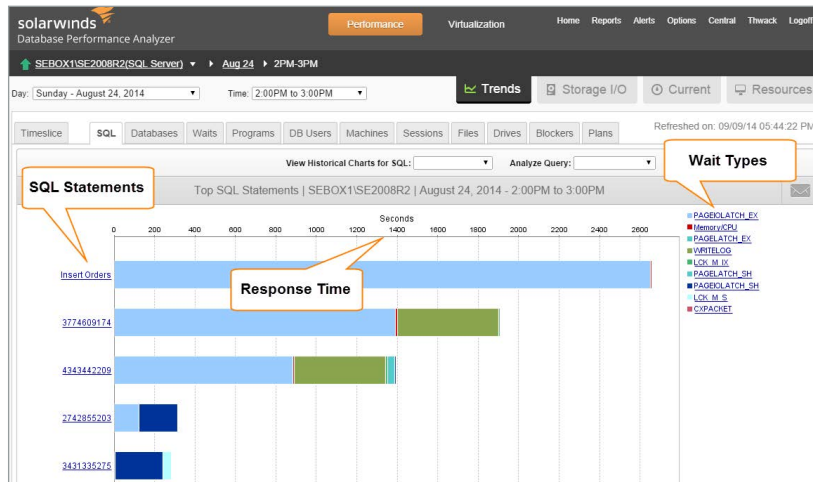 solarwinds
Database Performance Analyzer
Performance
Virtualization
Home Reports Alerts Options Central Thwack Logoff
SEBOX1\SE2008R2(SQL Server) Aug 24 2PM-3PM
Day: Sunday - August 24, 2014 Time: 2:00PM to 3:00PM
Trends Storage I/O Current Resources
Timeslice SQL Databases Waits Programs DB Users Machines Sessions Files Drives Blockers Plans
Refreshed on: 09/09/14 05:44:22 PM
View Historical Charts for SQL: Analyze Query:
Wait Types
SQL Statements
Top SQL Statements | SEBOX1\SE2008R2 | August 24, 2014 - 2:00PM to 3:00PM
Seconds
0 200 400 600 800 1000 1200 1400 1600 1800 2000 2200 2400 2600
PAGEIOLATCH_EX
Memory/CPU
PAGELATCH_EX
WRITELOG
LCK_M_IX
PAGELATCH_SH
PAGEIOLATCH_SH
LCK_M_S
CXPACKET
Response Time
Insert Orders
3774609174
4343442209
2742855203
3431335275